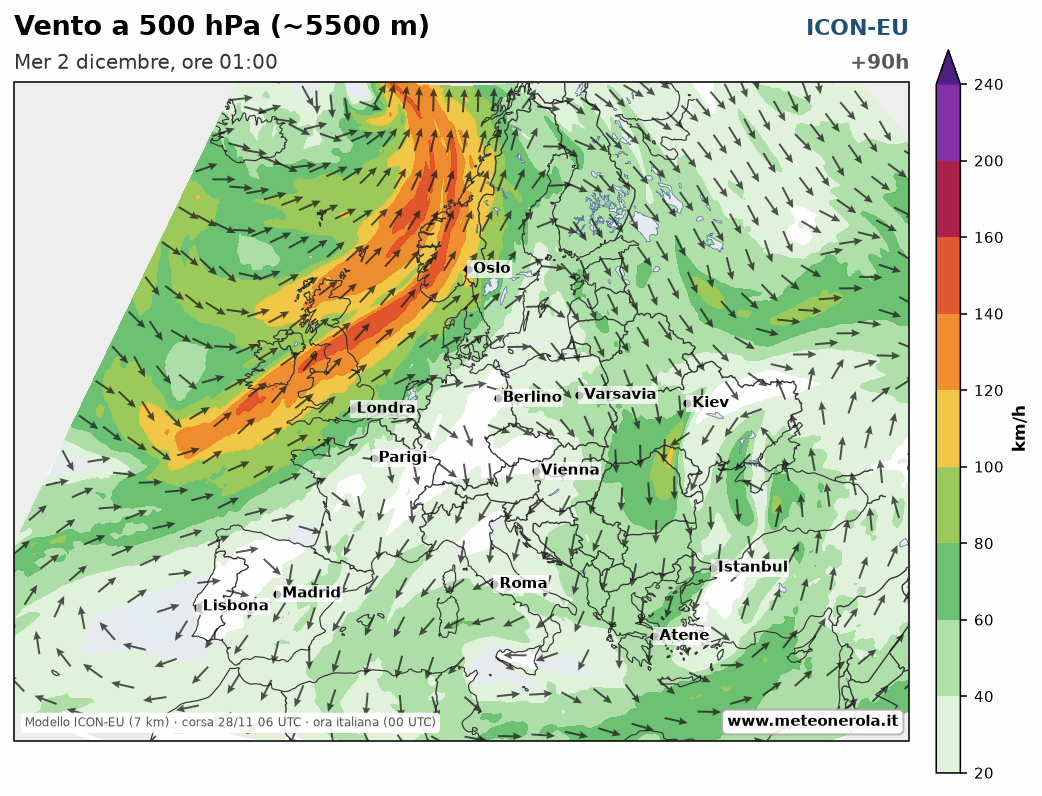 Vento a 500 hPa (~5500 m)
ICON-EU
Mer 2 dicembre, ore 01:00
+90h
240
200
160
140
120
100
80
60
40
20
km/h
Oslo
Berlino
Varsavia
Kiev
Londra
Parigi
Vienna
Istanbul
Roma
Madrid
Lisbona
Atene
Modello ICON-EU (7 km) · corsa 28/11 06 UTC · ora italiana (00 UTC)
www.meteonerola.it